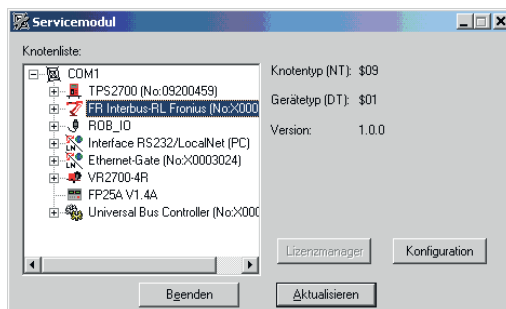 Servicemodul
Knotenliste:
COM1
TPS2700 (No:09200459)
FR Interbus-RL Fronius (No:X000
ROB_IO
Interface RS232/LocalNet (PC)
Ethernet-Gate (No:X0003024)
VR2700-4R
FP25A V1.4A
Universal Bus Controller (No:X000
Knotentyp (NT): $09
Gerätetyp (DT): $01
Version: 1.0.0
Lizenzmanager
Konfiguration
Beenden
Aktualisieren